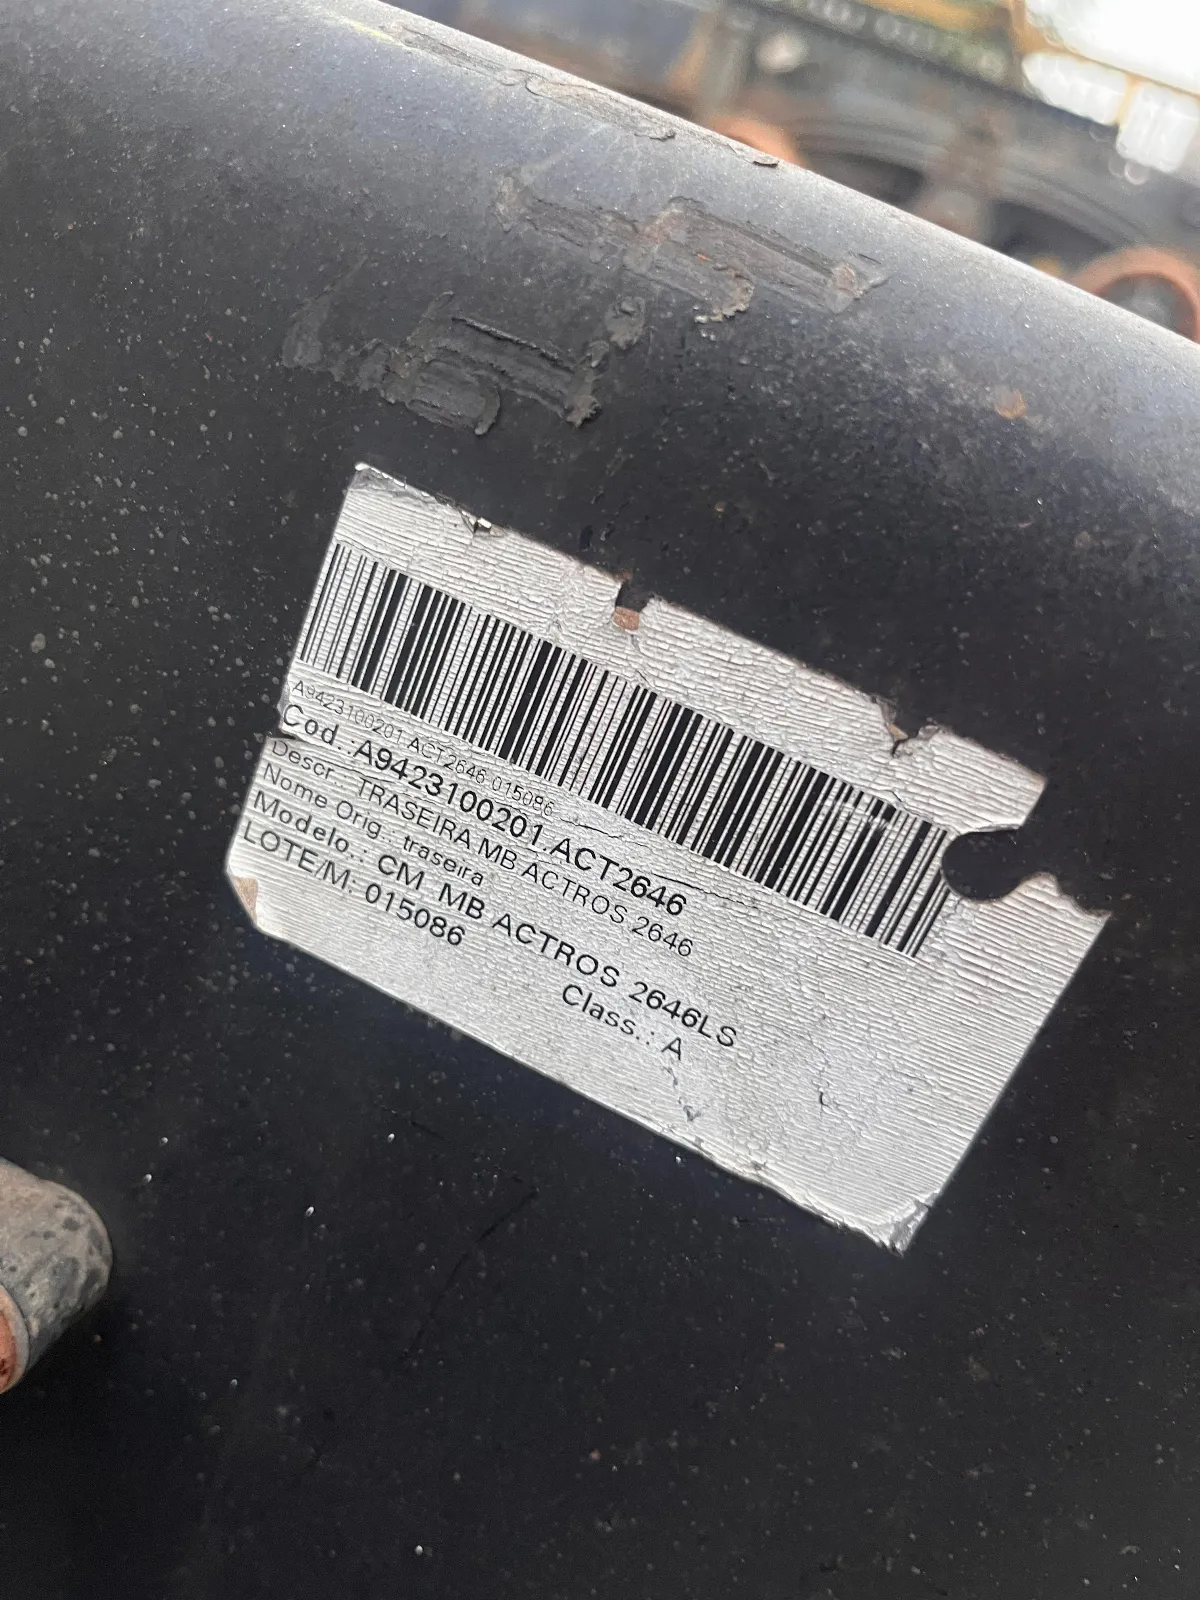 A9423100201 ACT2646 015086
Cod.: A9423100201 ACT2646
Descr.: TRASEIRA MB ACTROS 2646
Nome Orig.: traseira
Modelo.: CM MB ACTROS 2646LS
LOTE/M: 015086 Class.: A